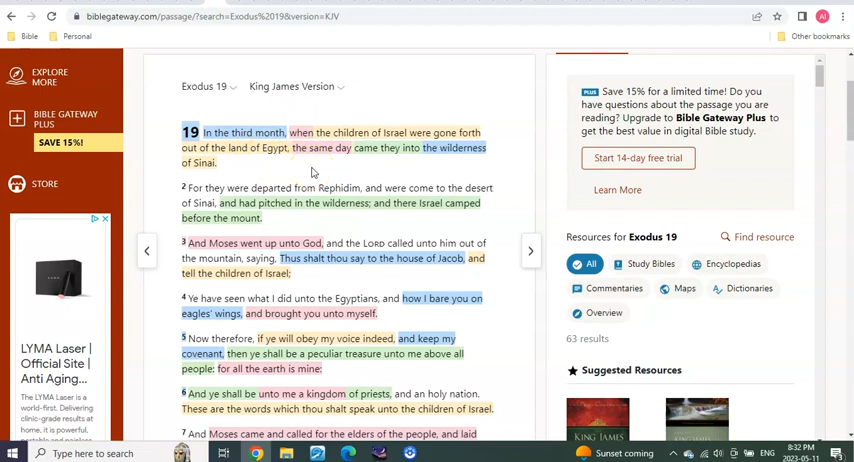 biblegateway.com/passage/?search=Exodus%2019&version=KJV
AI
Bible
Personal
Other bookmarks
EXPLORE
MORE
BIBLE GATEWAY
PLUS
SAVE 15%!
STORE
LYMA Laser |
Official Site |
Anti Aging...
The LYMA Laser is a
world-first. Delivering
clinic-grade results at
home, it is powerful,
Exodus 19
King James Version
19 In the third month, when the children of Israel were gone forth
out of the land of Egypt, the same day came they into the wilderness
of Sinai.
2 For they were departed from Rephidim, and were come to the desert
of Sinai, and had pitched in the wilderness; and there Israel camped
before the mount.
3 And Moses went up unto God, and the LORD called unto him out of
the mountain, saying, Thus shalt thou say to the house of Jacob, and
tell the children of Israel;
4 Ye have seen what I did unto the Egyptians, and how I bare you on
eagles' wings, and brought you unto myself.
5 Now therefore, if ye will obey my voice indeed, and keep my
covenant, then ye shall be a peculiar treasure unto me above all
people: for all the earth is mine:
6 And ye shall be unto me a kingdom of priests, and an holy nation.
These are the words which thou shalt speak unto the children of Israel.
7 And Moses came and called for the elders of the people, and laid
PLUS Save 15% for a limited time! Do you
have questions about the passage you are
reading? Upgrade to Bible Gateway Plus to
get the best value in digital Bible study.
Start 14-day free trial
Learn More
Resources for Exodus 19
Find resource
All
Study Bibles
Encyclopedias
Commentaries
Maps
Dictionaries
Overview
63 results
Suggested Resources
KING JAMES
KING JAMES
Type here to search
Sunset coming
ENG
8:32 PM
2023-05-11
3